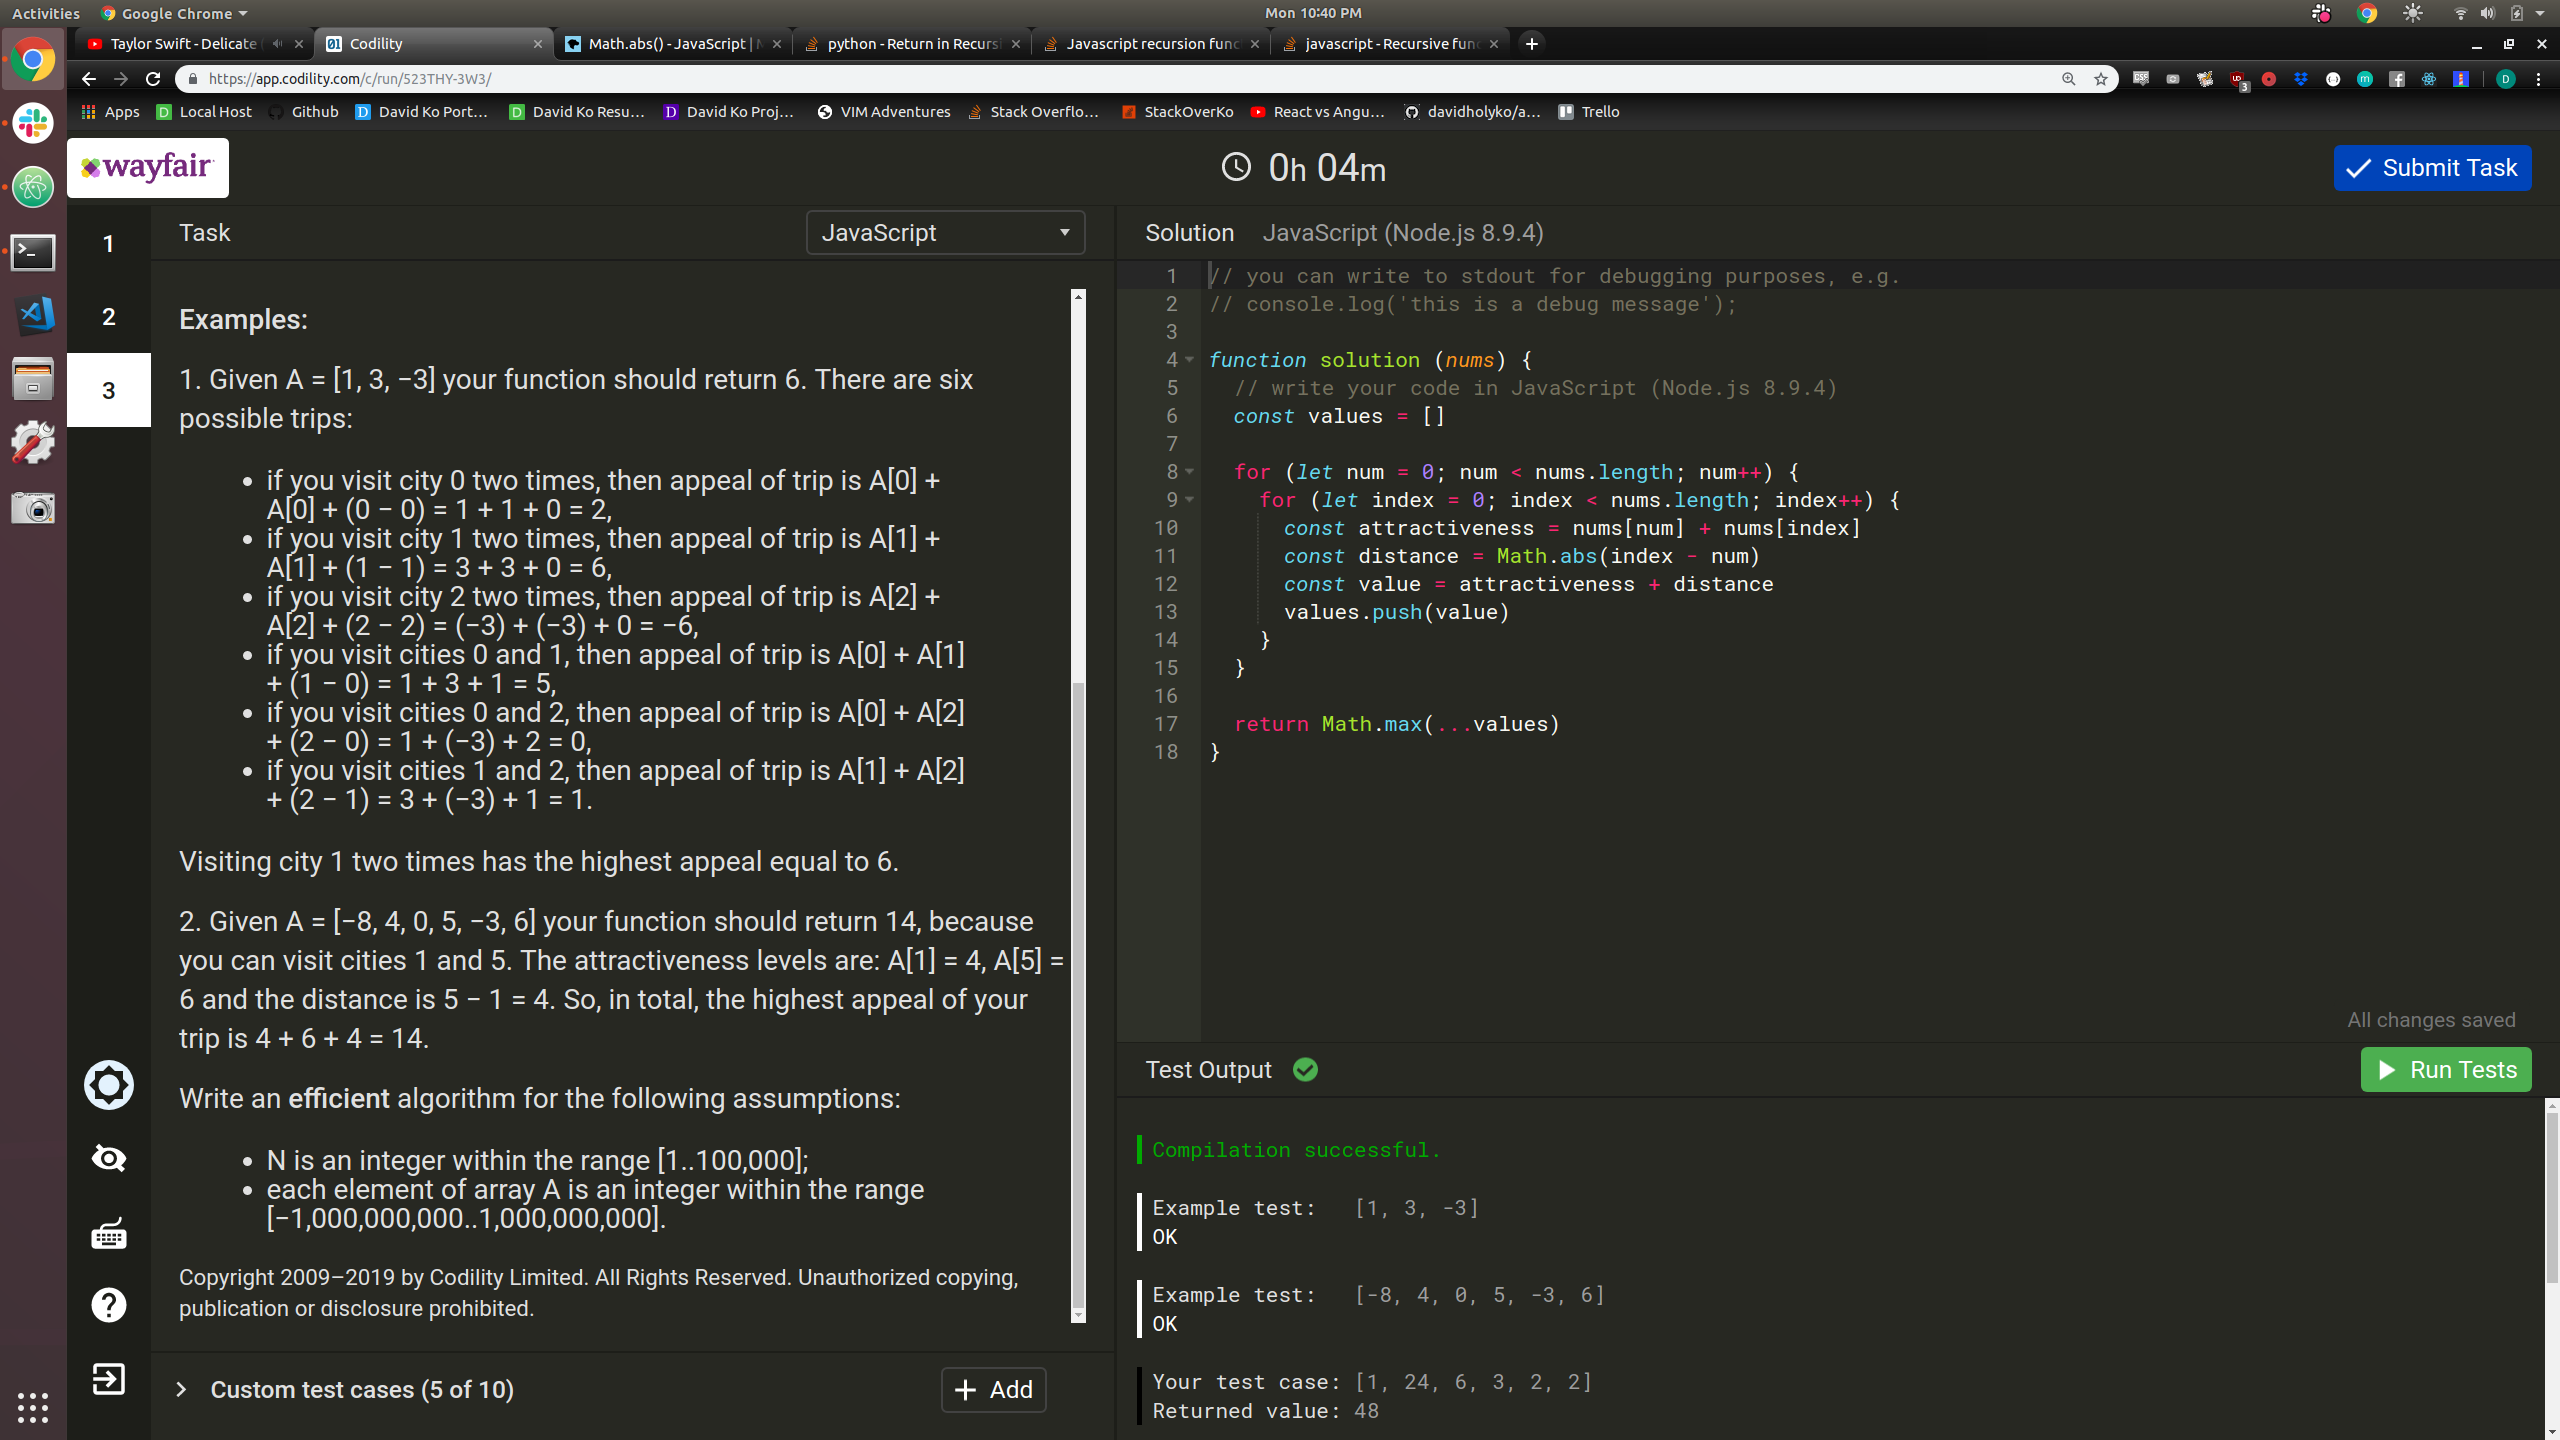 Activities Google Chrome Mon 10:40 PM
Taylor Swift - Delicate Codility Math.abs() - JavaScript | python - Return in Recursi Javascript recursion func javascript - Recursive fun
https://app.codility.com/c/run/523THY-3W3/
Apps Local Host Github David Ko Port... David Ko Resu... David Ko Proj... VIM Adventures Stack Overflo... StackOverKo React vs Angu... davidholyko/a... Trello
wayfair
0h 04m
Submit Task
1
2
3
Task
JavaScript
Examples:
1. Given A = [1, 3, −3] your function should return 6. There are six
possible trips:
• if you visit city 0 two times, then appeal of trip is A[0] +
A[0] + (0 − 0) = 1 + 1 + 0 = 2,
• if you visit city 1 two times, then appeal of trip is A[1] +
A[1] + (1 − 1) = 3 + 3 + 0 = 6,
• if you visit city 2 two times, then appeal of trip is A[2] +
A[2] + (2 − 2) = (−3) + (−3) + 0 = −6,
• if you visit cities 0 and 1, then appeal of trip is A[0] + A[1]
+ (1 − 0) = 1 + 3 + 1 = 5,
• if you visit cities 0 and 2, then appeal of trip is A[0] + A[2]
+ (2 − 0) = 1 + (−3) + 2 = 0,
• if you visit cities 1 and 2, then appeal of trip is A[1] + A[2]
+ (2 − 1) = 3 + (−3) + 1 = 1.
Visiting city 1 two times has the highest appeal equal to 6.
2. Given A = [−8, 4, 0, 5, −3, 6] your function should return 14, because
you can visit cities 1 and 5. The attractiveness levels are: A[1] = 4, A[5] =
6 and the distance is 5 − 1 = 4. So, in total, the highest appeal of your
trip is 4 + 6 + 4 = 14.
Write an efficient algorithm for the following assumptions:
• N is an integer within the range [1..100,000];
• each element of array A is an integer within the range
[−1,000,000,000..1,000,000,000].
Copyright 2009–2019 by Codility Limited. All Rights Reserved. Unauthorized copying,
publication or disclosure prohibited.
Custom test cases (5 of 10)
+ Add
Solution JavaScript (Node.js 8.9.4)
1 // you can write to stdout for debugging purposes, e.g.
2 // console.log('this is a debug message');
3
4 function solution (nums) {
5 // write your code in JavaScript (Node.js 8.9.4)
6 const values = []
7
8 for (let num = 0; num < nums.length; num++) {
9 for (let index = 0; index < nums.length; index++) {
10 const attractiveness = nums[num] + nums[index]
11 const distance = Math.abs(index - num)
12 const value = attractiveness + distance
13 values.push(value)
14 }
15 }
16
17 return Math.max(...values)
18 }
All changes saved
Test Output
Run Tests
Compilation successful.
Example test: [1, 3, -3]
OK
Example test: [-8, 4, 0, 5, -3, 6]
OK
Your test case: [1, 24, 6, 3, 2, 2]
Returned value: 48